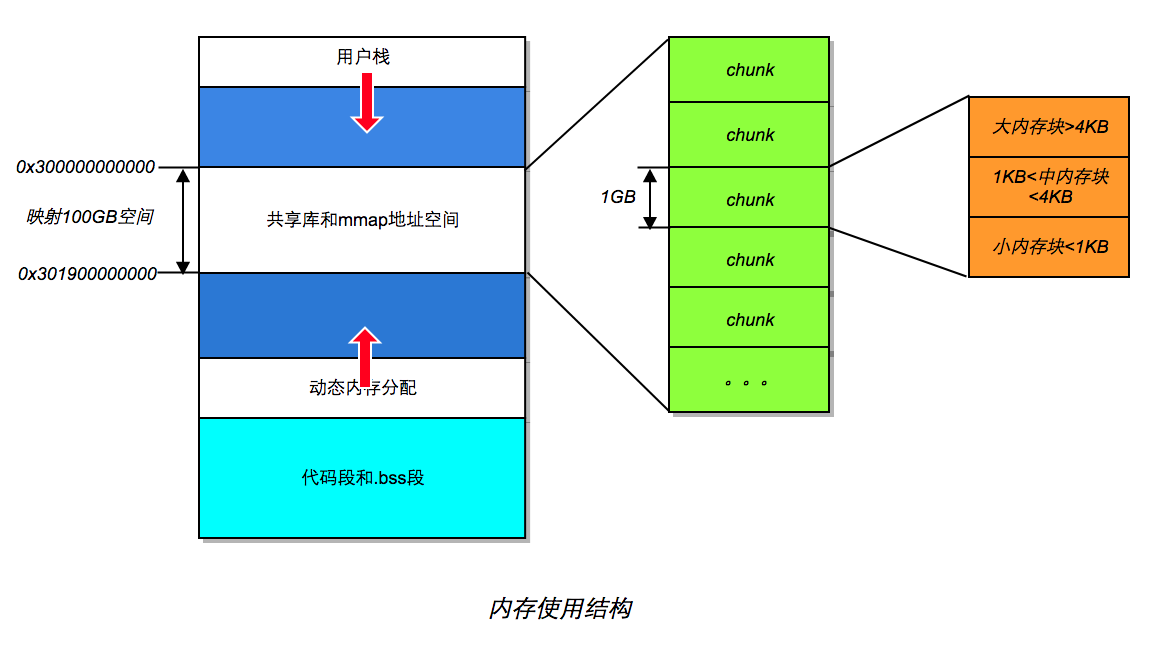 用户栈
0x300000000000
映射100GB空间
0x301900000000
共享库和mmap地址空间
动态内存分配
代码段和.bss段
chunk
chunk
1GB
chunk
chunk
chunk
。。。
大内存块>4KB
1KB<中内存块
<4KB
小内存块<1KB
内存使用结构